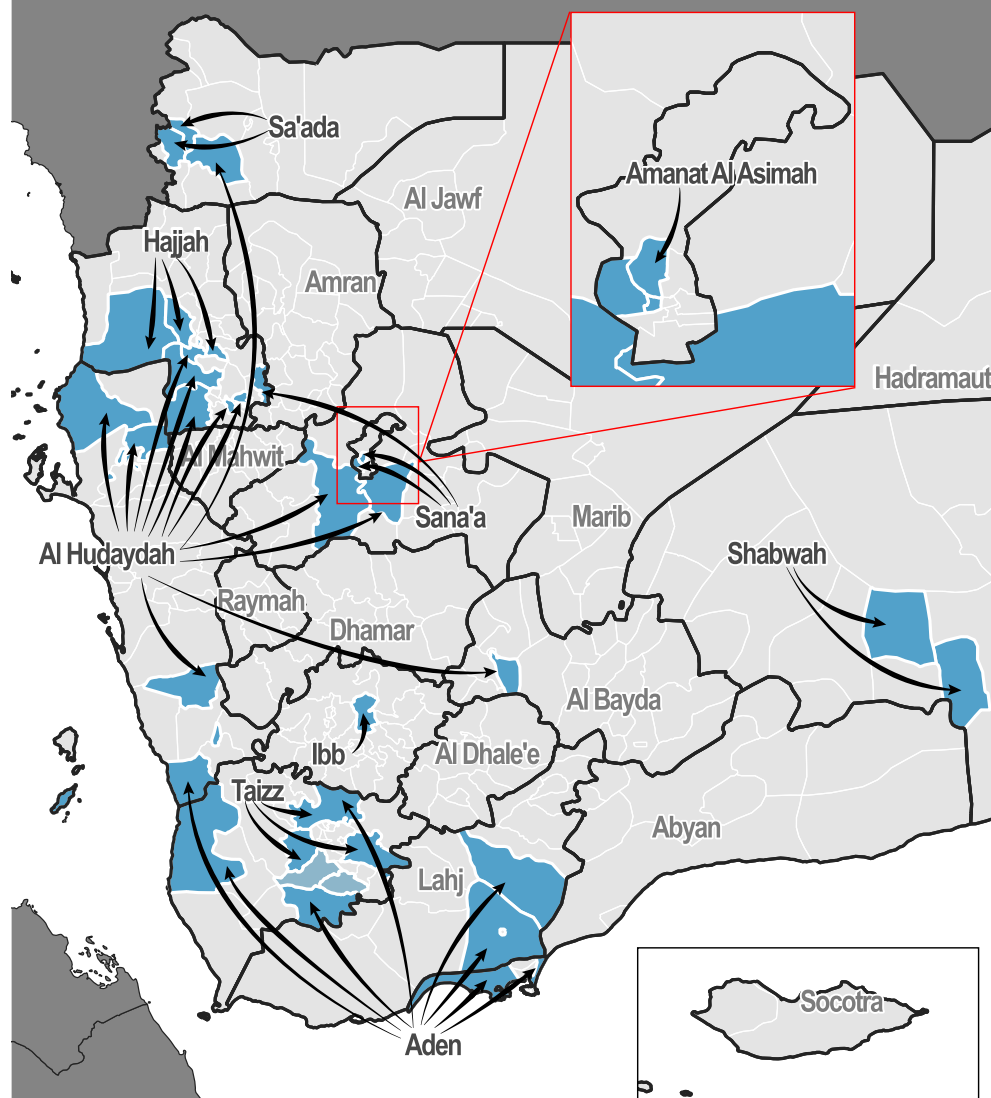 Sa'ada
Amanat Al Asimah
Al Jawf
Hajjah
Amran
Hadramaut
Al Mahwit
Sana'a
Marib
Al Hudaydah
Shabwah
Raymah
Dhamar
Al Bayda
Ibb
Al Dhale'e
Taizz
Abyan
Lahj
Socotra
Aden